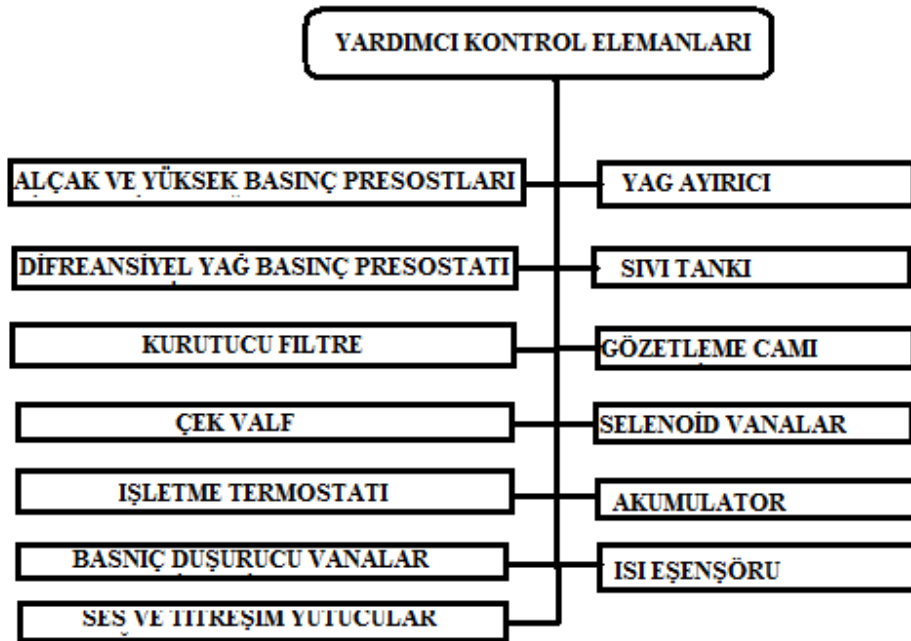 YARDIMCI KONTROL ELEMANLARI
ALÇAK VE YÜKSEK BASINÇ PRESOSTLARI
YAG AYIRICI
DİFREANSİYEL YAĞ BASINÇ PRESOSTATI
SIVI TANKI
KURUTUCU FILTRE
GÖZETLEME CAMI
ÇEK VALF
SELENOİD VANALAR
IŞLETME TERMOSTATI
AKUMULATOR
BASNIÇ DUŞURUCU VANALAR
ISI EŞENŞÖRU
SES VE TITREŞIM YUTUCULAR